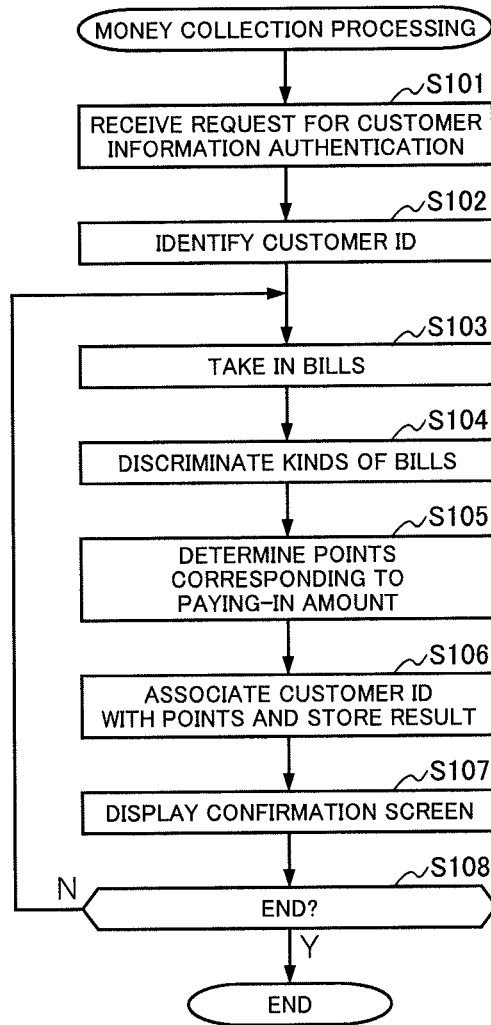 MONEY COLLECTION PROCESSING
S101
RECEIVE REQUEST FOR CUSTOMER
INFORMATION AUTHENTICATION
S102
IDENTIFY CUSTOMER ID
S103
TAKE IN BILLS
S104
DISCRIMINATE KINDS OF BILLS
S105
DETERMINE POINTS
CORRESPONDING TO
PAYING-IN AMOUNT
S106
ASSOCIATE CUSTOMER ID
WITH POINTS AND STORE RESULT
S107
DISPLAY CONFIRMATION SCREEN
S108
N
END?
Y
END